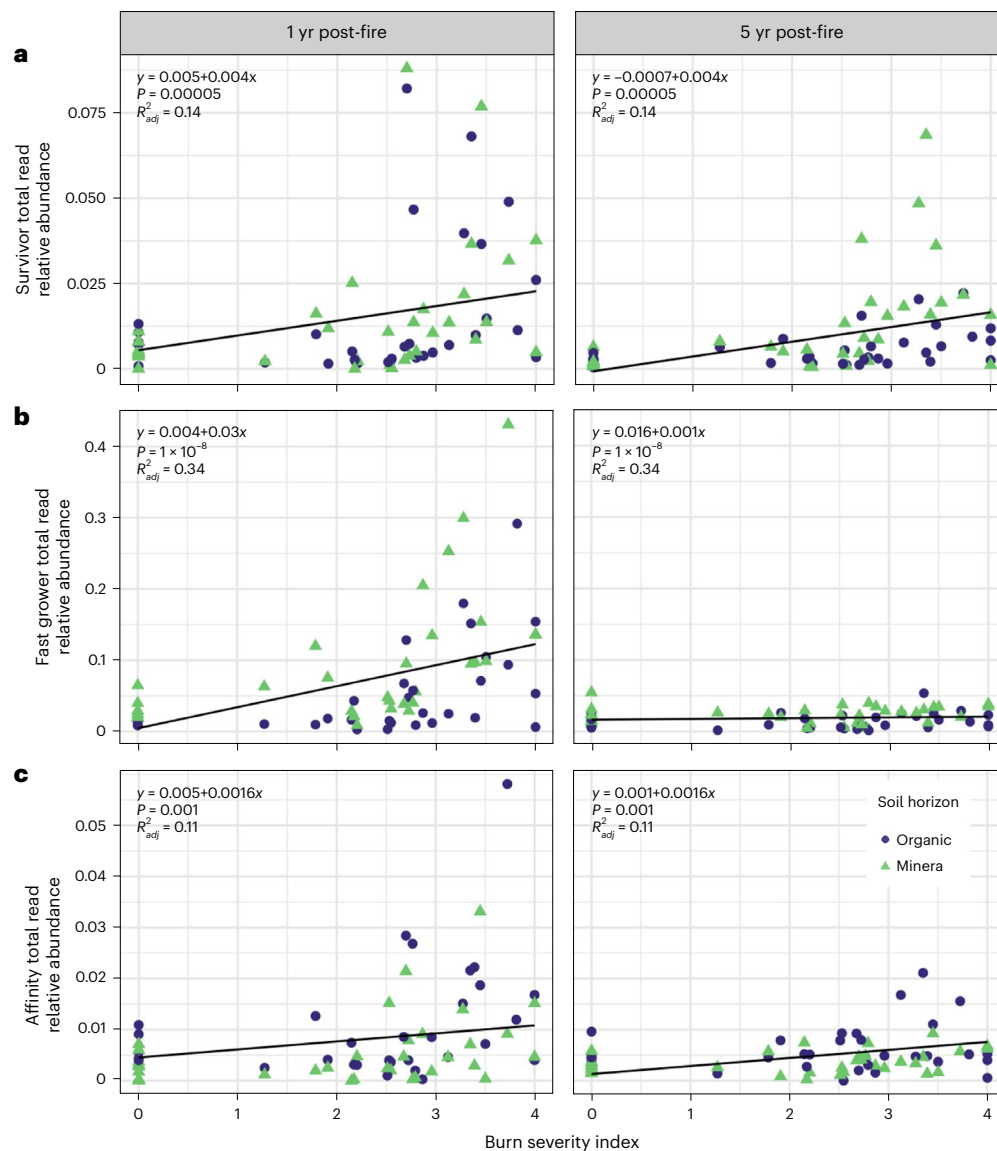 1 yr post-fire
5 yr post-fire
a
y = 0.005+0.004x
P = 0.00005
R²adj = 0.14
y = –0.0007+0.004x
P = 0.00005
R²adj = 0.14
Survivor total read
relative abundance
0.075
0.050
0.025
0
b
y = 0.004+0.03x
P = 1 × 10⁻⁸
R²adj = 0.34
y = 0.016+0.001x
P = 1 × 10⁻⁸
R²adj = 0.34
Fast grower total read
relative abundance
0.4
0.3
0.2
0.1
0
c
y = 0.005+0.0016x
P = 0.001
R²adj = 0.11
y = 0.001+0.0016x
P = 0.001
R²adj = 0.11
Soil horizon
Organic
Minera
Affinity total read
relative abundance
0.05
0.04
0.03
0.02
0.01
0
0 1 2 3 4
0 1 2 3 4
Burn severity index